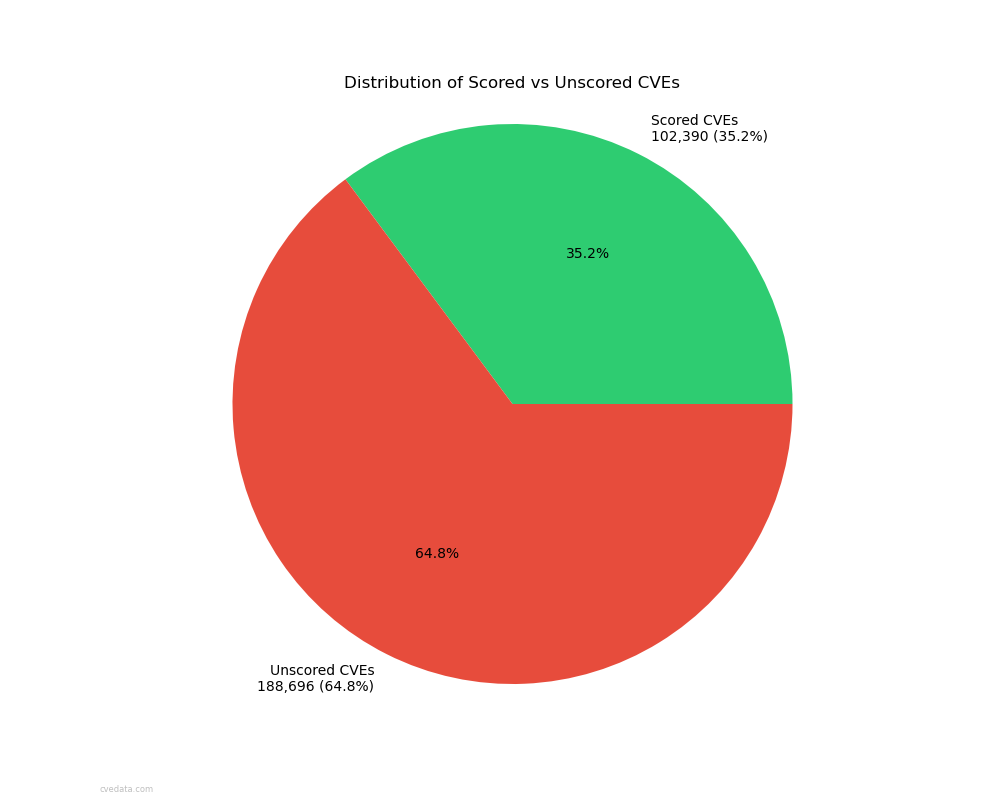 Distribution of Scored vs Unscored CVEs
Scored CVEs
102,390 (35.2%)
35.2%
64.8%
Unscored CVEs
188,696 (64.8%)
cvedata.com